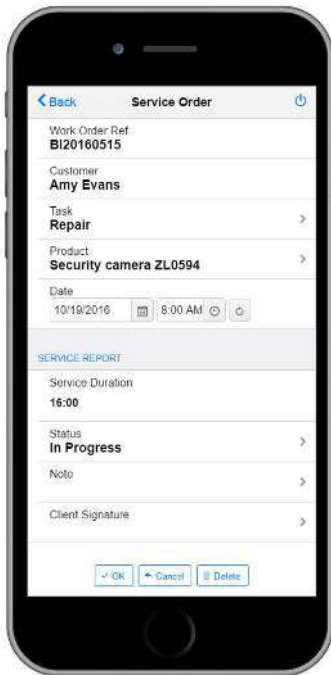 Back Service Order
Work Order Ref
BI20160515
Customer
Amy Evans
Task
Repair
Product
Security camera ZL0594
Date
10/19/2016 8:00 AM
SERVICE REPORT
Service Duration
16:00
Status
In Progress
Note
Client Signature
OK Cancel Delete